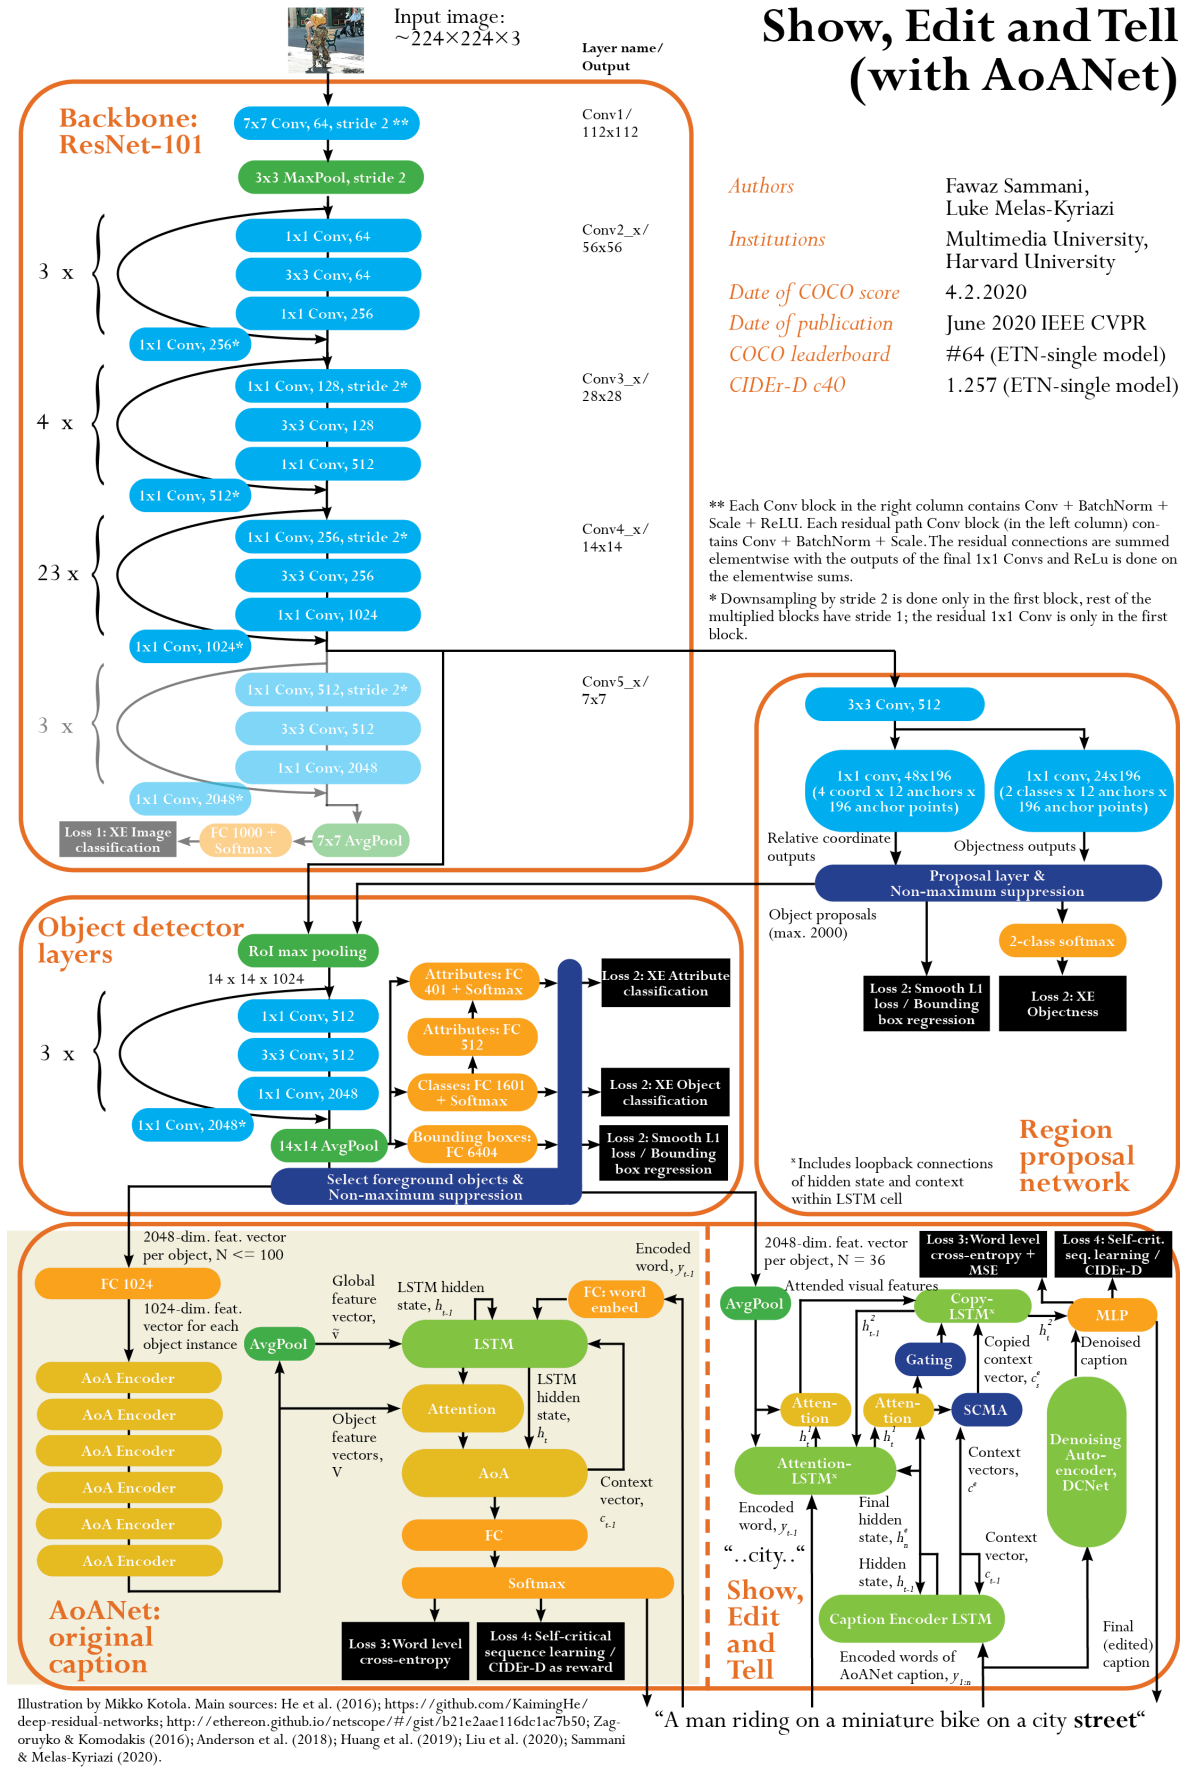 Input image:
~224×224×3
Layer name/
Output
Show, Edit and Tell
(with AoANet)
Backbone:
ResNet-101
7x7 Conv, 64, stride 2 **
Conv1/
112x112
3x3 MaxPool, stride 2
Authors
Fawaz Sammani,
Luke Melas-Kyriazi
Institutions
Multimedia University,
Harvard University
Date of COCO score
4.2.2020
Date of publication
June 2020 IEEE CVPR
COCO leaderboard
#64 (ETN-single model)
CIDEr-D c40
1.257 (ETN-single model)
3 x
1x1 Conv, 64
3x3 Conv, 64
1x1 Conv, 256
1x1 Conv, 256*
Conv2_x/
56x56
4 x
1x1 Conv, 128, stride 2*
3x3 Conv, 128
1x1 Conv, 512
1x1 Conv, 512*
Conv3_x/
28x28
23 x
1x1 Conv, 256, stride 2*
3x3 Conv, 256
1x1 Conv, 1024
1x1 Conv, 1024*
Conv4_x/
14x14
** Each Conv block in the right column contains Conv + BatchNorm +
Scale + ReLU. Each residual path Conv block (in the left column) con-
tains Conv + BatchNorm + Scale. The residual connections are summed
elementwise with the outputs of the final 1x1 Convs and ReLu is done on
the elementwise sums.
* Downsampling by stride 2 is done only in the first block, rest of the
multiplied blocks have stride 1; the residual 1x1 Conv is only in the first
block.
3 x
1x1 Conv, 512, stride 2*
3x3 Conv, 512
1x1 Conv, 2048
1x1 Conv, 2048*
Conv5_x/
7x7
Loss 1: XE Image
classification
FC 1000 +
Softmax
7x7 AvgPool
3x3 Conv, 512
1x1 conv, 48x196
(4 coord x 12 anchors x
196 anchor points)
1x1 conv, 24x196
(2 classes x 12 anchors x
196 anchor points)
Relative coordinate
outputs
Objectness outputs
Proposal layer &
Non-maximum suppression
Object proposals
(max. 2000)
2-class softmax
Loss 2: Smooth L1
loss / Bounding
box regression
Loss 2: XE
Objectness
Region
proposal
network
x Includes loopback connections
of hidden state and context
within LSTM cell
Object detector
layers
RoI max pooling
14 x 14 x 1024
3 x
1x1 Conv, 512
3x3 Conv, 512
1x1 Conv, 2048
1x1 Conv, 2048*
14x14 AvgPool
Attributes: FC
401 + Softmax
Attributes: FC
512
Classes: FC 1601
+ Softmax
Bounding boxes:
FC 6404
Loss 2: XE Attribute
classification
Loss 2: XE Object
classification
Loss 2: Smooth L1
loss / Bounding
box regression
Select foreground objects &
Non-maximum suppression
2048-dim. feat. vector
per object, N <= 100
FC 1024
1024-dim. feat.
vector for each
object instance
AoA Encoder
AoA Encoder
AoA Encoder
AoA Encoder
AoA Encoder
AoA Encoder
AvgPool
Global
feature
vector,
ṽ
Object
feature
vectors,
V
LSTM hidden
state, h t-1
Encoded
word, y t-1
FC: word
embed
LSTM
LSTM
hidden
state,
h t
Attention
AoA
Context
vector,
c t-1
FC
Softmax
Loss 3: Word level
cross-entropy
Loss 4: Self-critical
sequence learning /
CIDEr-D as reward
AoANet:
original
caption
2048-dim. feat. vector
per object, N = 36
AvgPool
Attended visual features
Loss 3: Word level
cross-entropy +
MSE
Loss 4: Self-crit.
seq. learning /
CIDEr-D
Copy-
LSTMx
MLP
h 2 t-1
h 2 t
Gating
Copied
context
vector, c e s
Denoised
caption
Atten-
tion
Atten-
tion
SCMA
h 1 t
h 1 t
Attention-
LSTMx
Context
vectors,
c e
Denoising
Auto-
encoder,
DCNet
Encoded
word, y t-1
“..city..“
Final
hidden
state, h e n
Hidden
state, h t-1
Context
vector,
c t-1
Caption Encoder LSTM
Encoded words of
AoANet caption, y 1:n
Final
(edited)
caption
Show,
Edit
and
Tell
“A man riding on a miniature bike on a city street“
Illustration by Mikko Kotola. Main sources: He et al. (2016); https://github.com/KaimingHe/
deep-residual-networks; http://ethereon.github.io/netscope/#/gist/b21e2aae116dc1ac7b50; Zag-
oruyko & Komodakis (2016); Anderson et al. (2018); Huang et al. (2019); Liu et al. (2020); Sammani
& Melas-Kyriazi (2020).